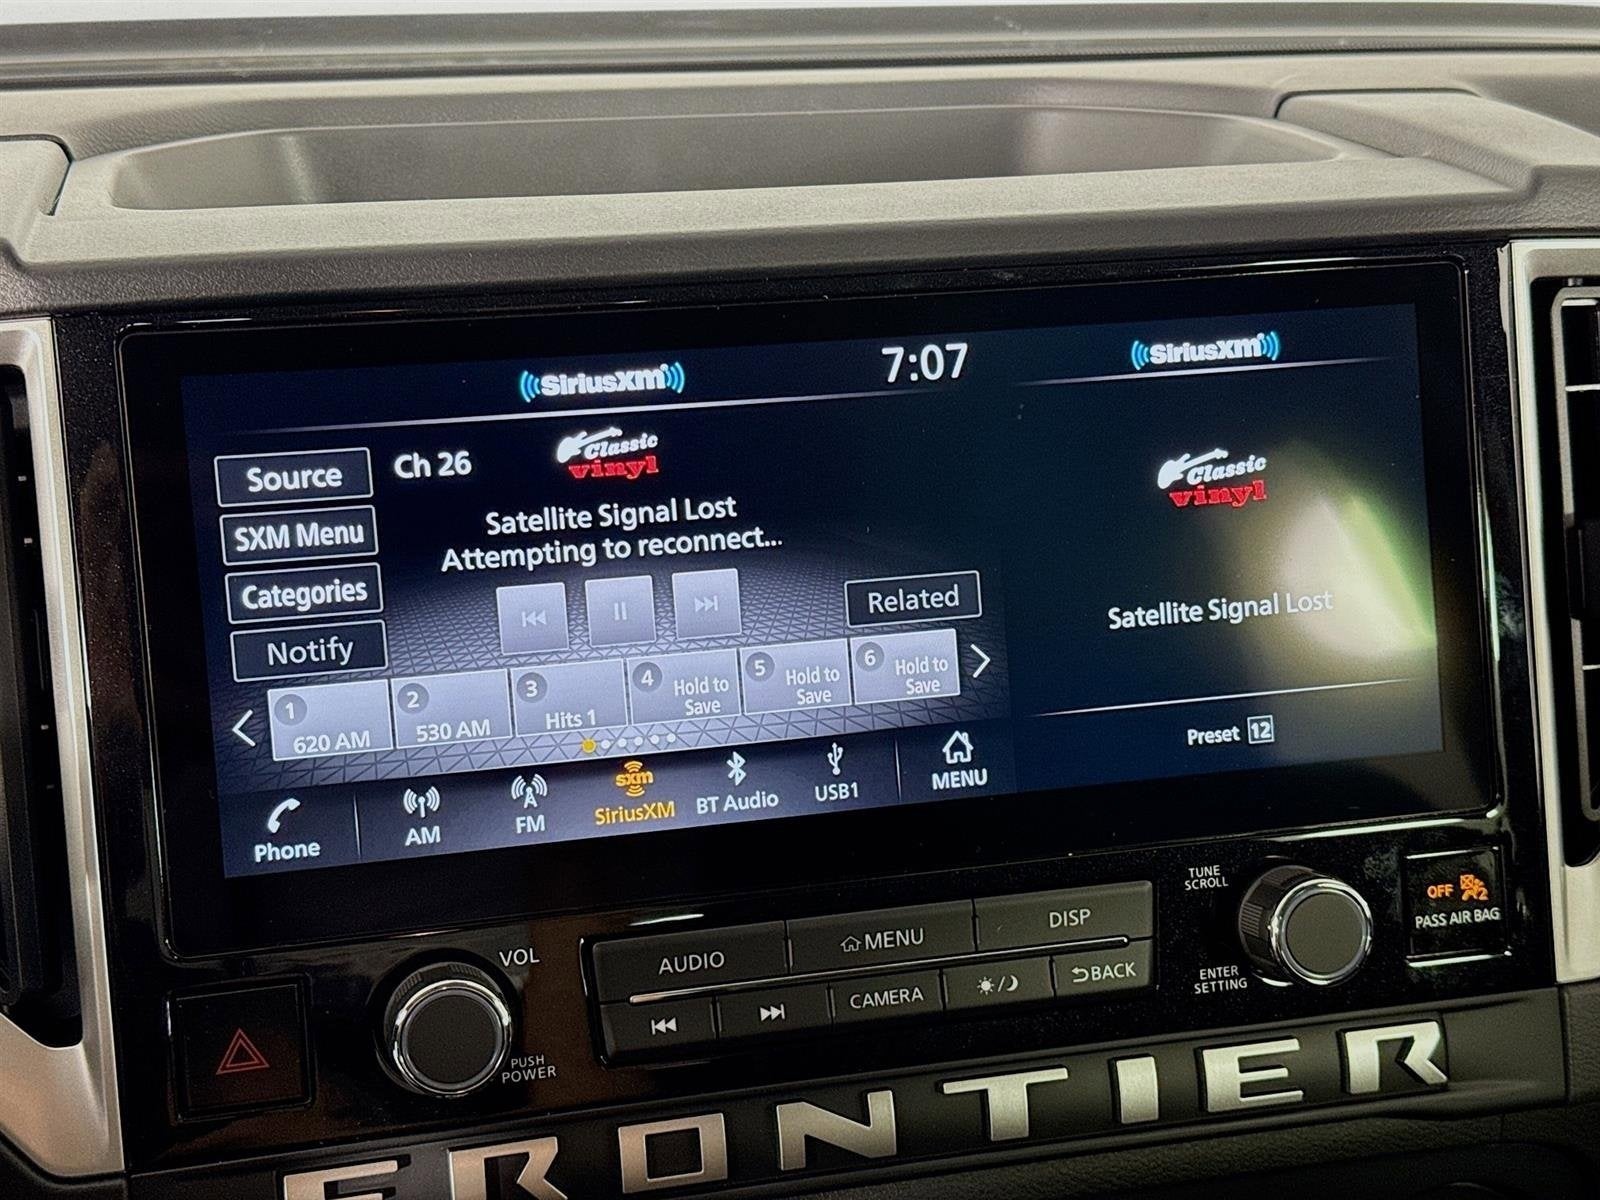 SiriusXM
7:07
SiriusXM
Source
Ch 26
Classic
vinyl
SXM Menu
Satellite Signal Lost
Attempting to reconnect...
Categories
Notify
Related
1
620 AM
2
530 AM
3
Hits 1
4
Hold to
Save
5
Hold to
Save
6
Hold to
Save
Phone
AM
FM
sxm
SiriusXM
BT Audio
USB1
MENU
Classic
vinyl
Satellite Signal Lost
Preset 12
VOL
PUSH
POWER
AUDIO
MENU
DISP
CAMERA
BACK
TUNE
SCROLL
ENTER
SETTING
OFF 2
PASS AIR BAG
FRONTIER